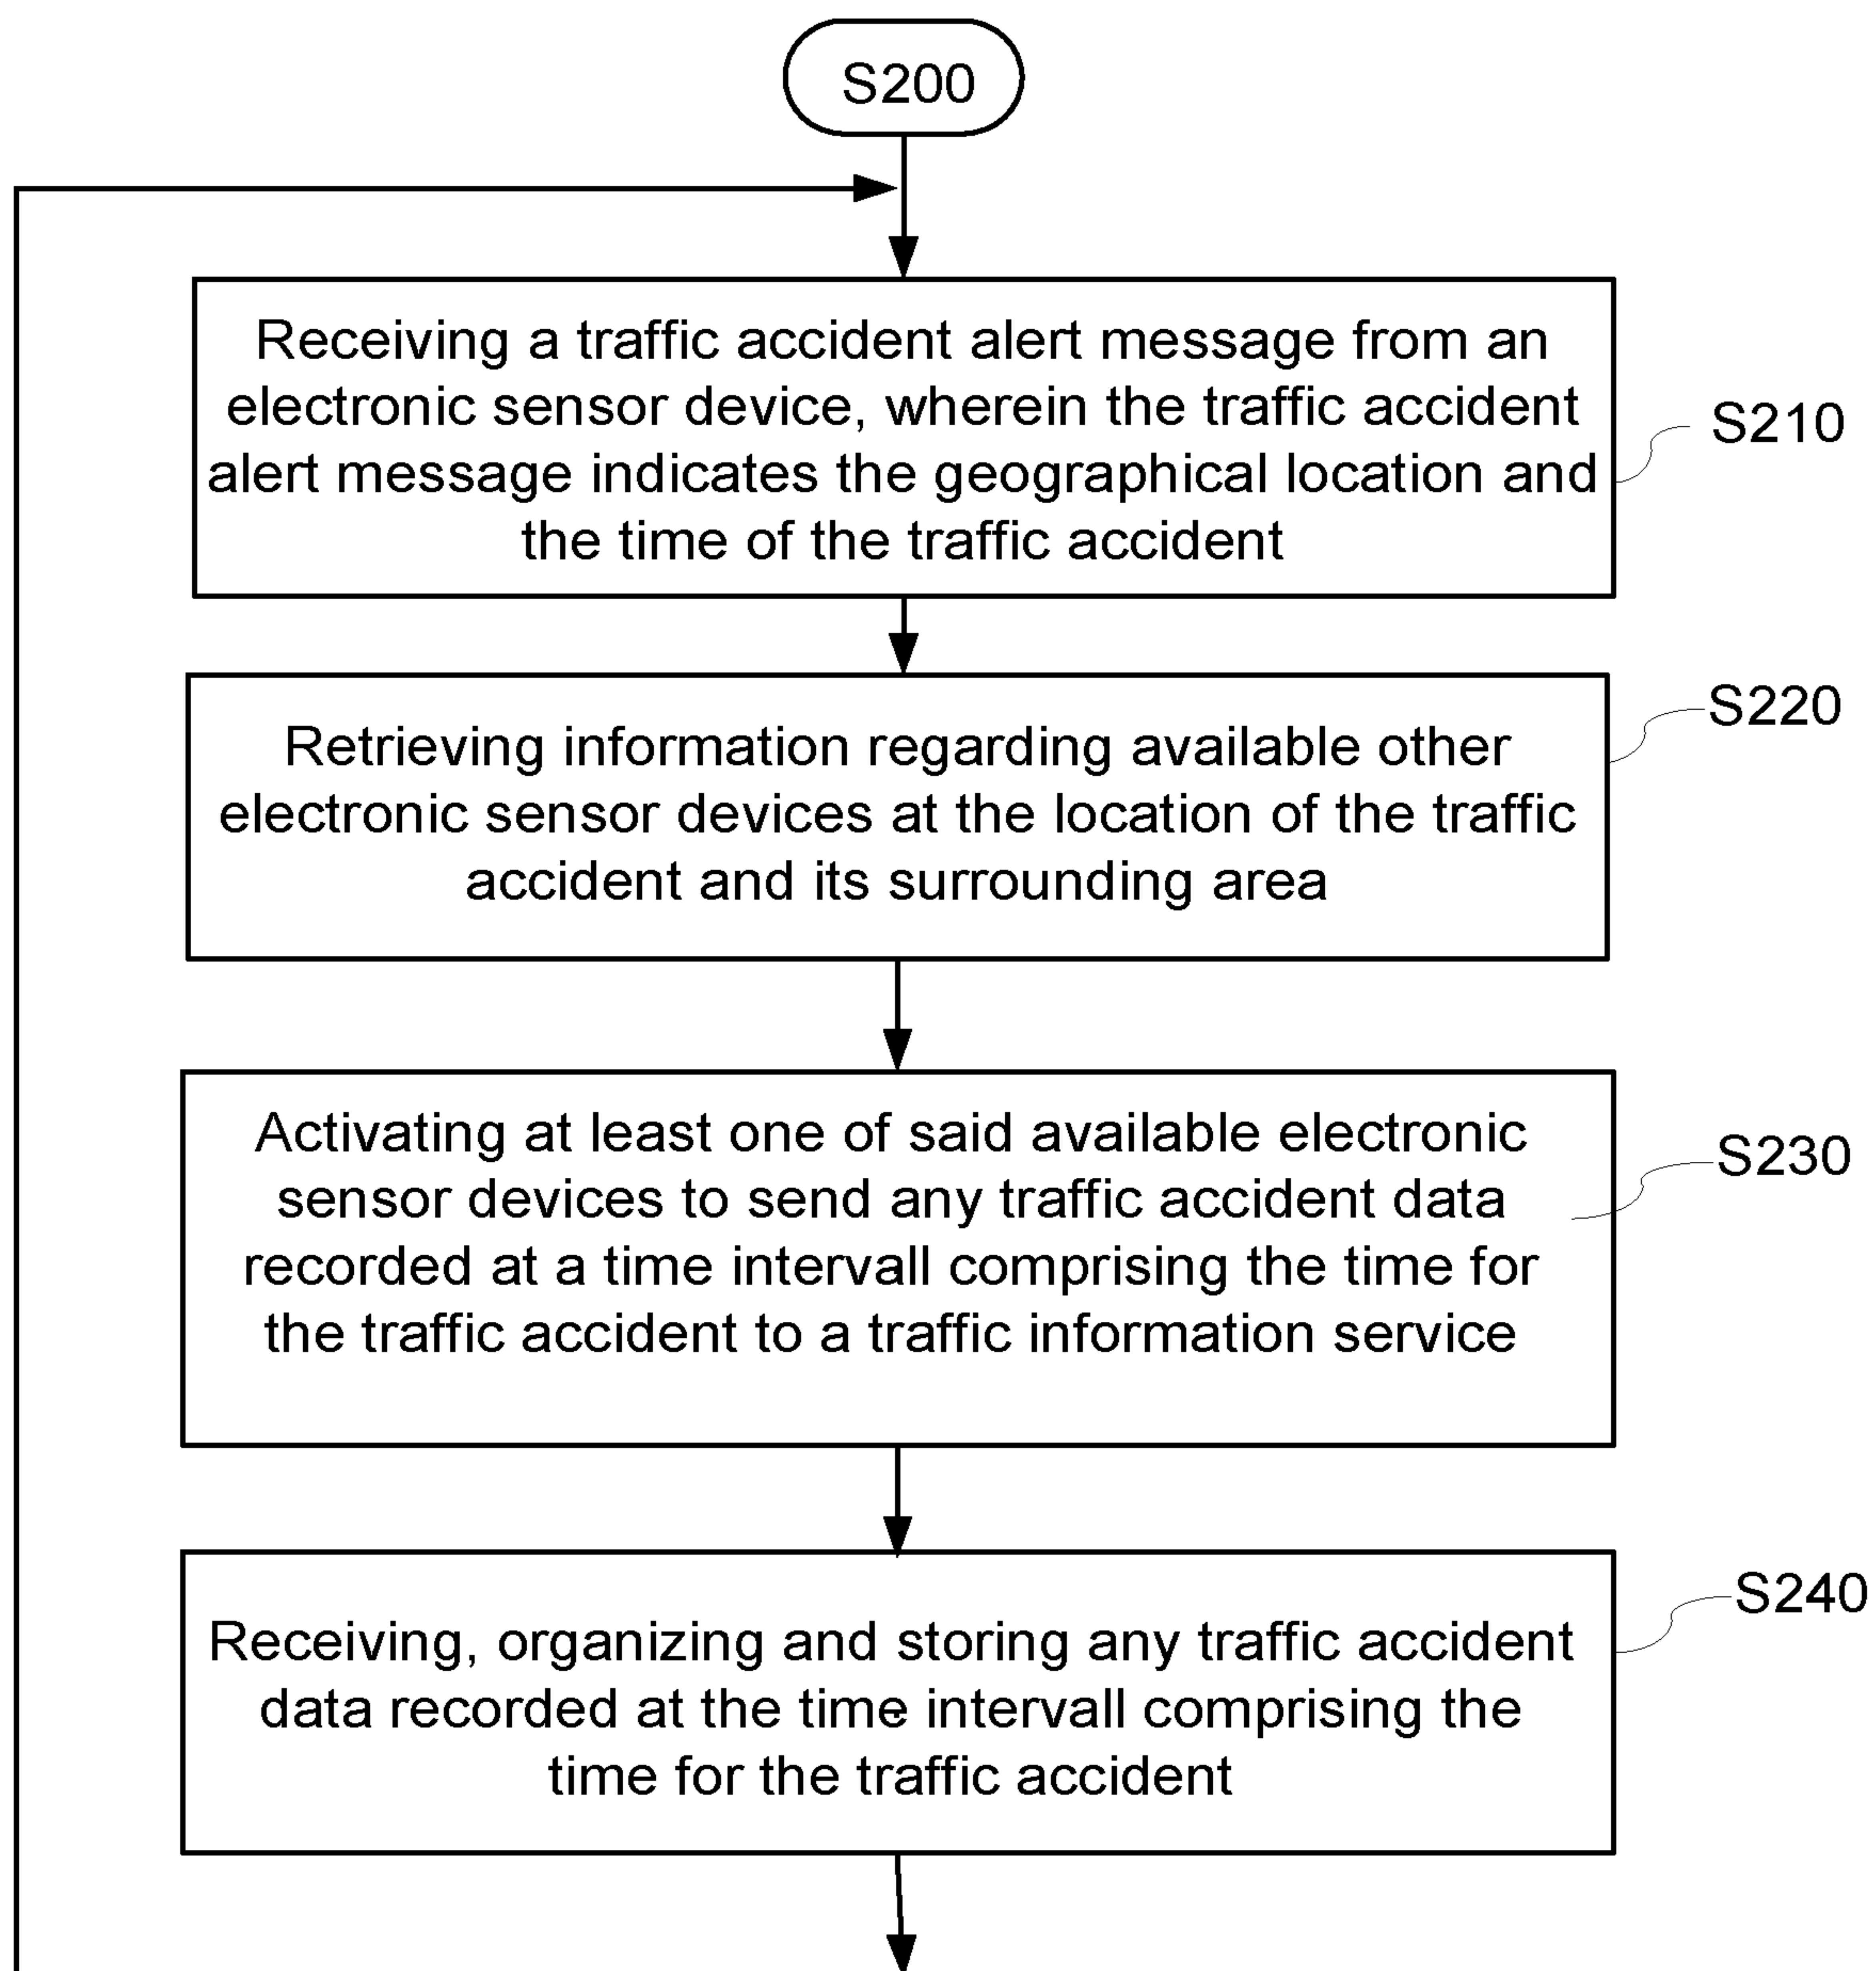 S200
Receiving a traffic accident alert message from an
electronic sensor device, wherein the traffic accident
alert message indicates the geographical location and
the time of the traffic accident
S210
Retrieving information regarding available other
electronic sensor devices at the location of the traffic
accident and its surrounding area
S220
Activating at least one of said available electronic
sensor devices to send any traffic accident data
recorded at a time intervall comprising the time for
the traffic accident to a traffic information service
S230
Receiving, organizing and storing any traffic accident
data recorded at the time intervall comprising the
time for the traffic accident
S240